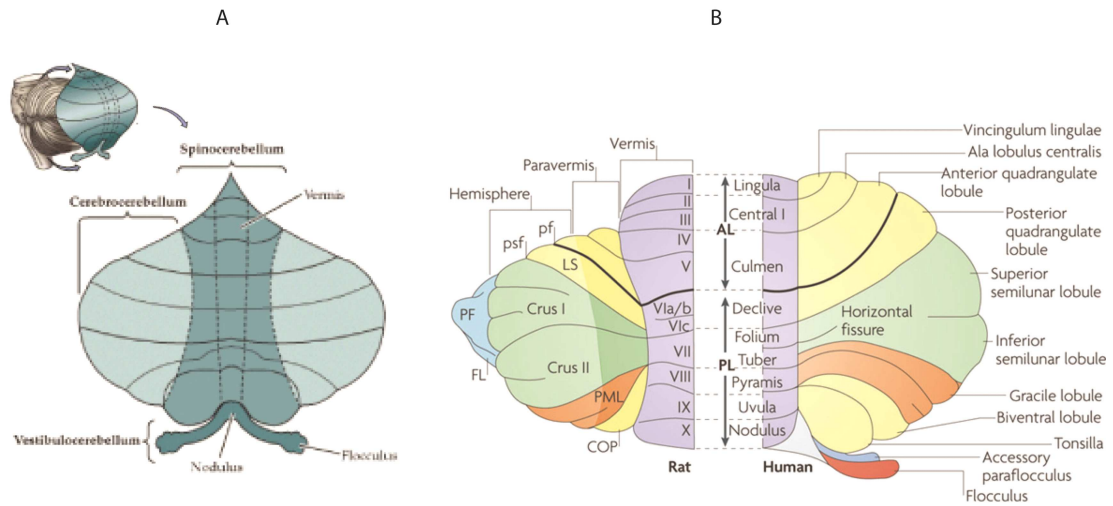 A
B
Spinocerebellum
Cerebrocerebellum
Vermis
Vestibulocerebellum
Nodulus
Flocculus
Vermis
Paravermis
Hemisphere
psf
pf
LS
PF
Crus I
FL
Crus II
PML
COP
I
II
III
IV
V
VIa/b
VIc
VII
VIII
IX
X
Rat
Lingula
Central I
AL
Culmen
Declive
Folium
PL
Tuber
Pyramis
Uvula
Nodulus
Human
Vincingulum lingulae
Ala lobulus centralis
Anterior quadrangulate
lobule
Posterior
quadrangulate
lobule
Superior
semilunar lobule
Horizontal
fissure
Inferior
semilunar lobule
Gracile lobule
Biventral lobule
Tonsilla
Accessory
paraflocculus
Flocculus